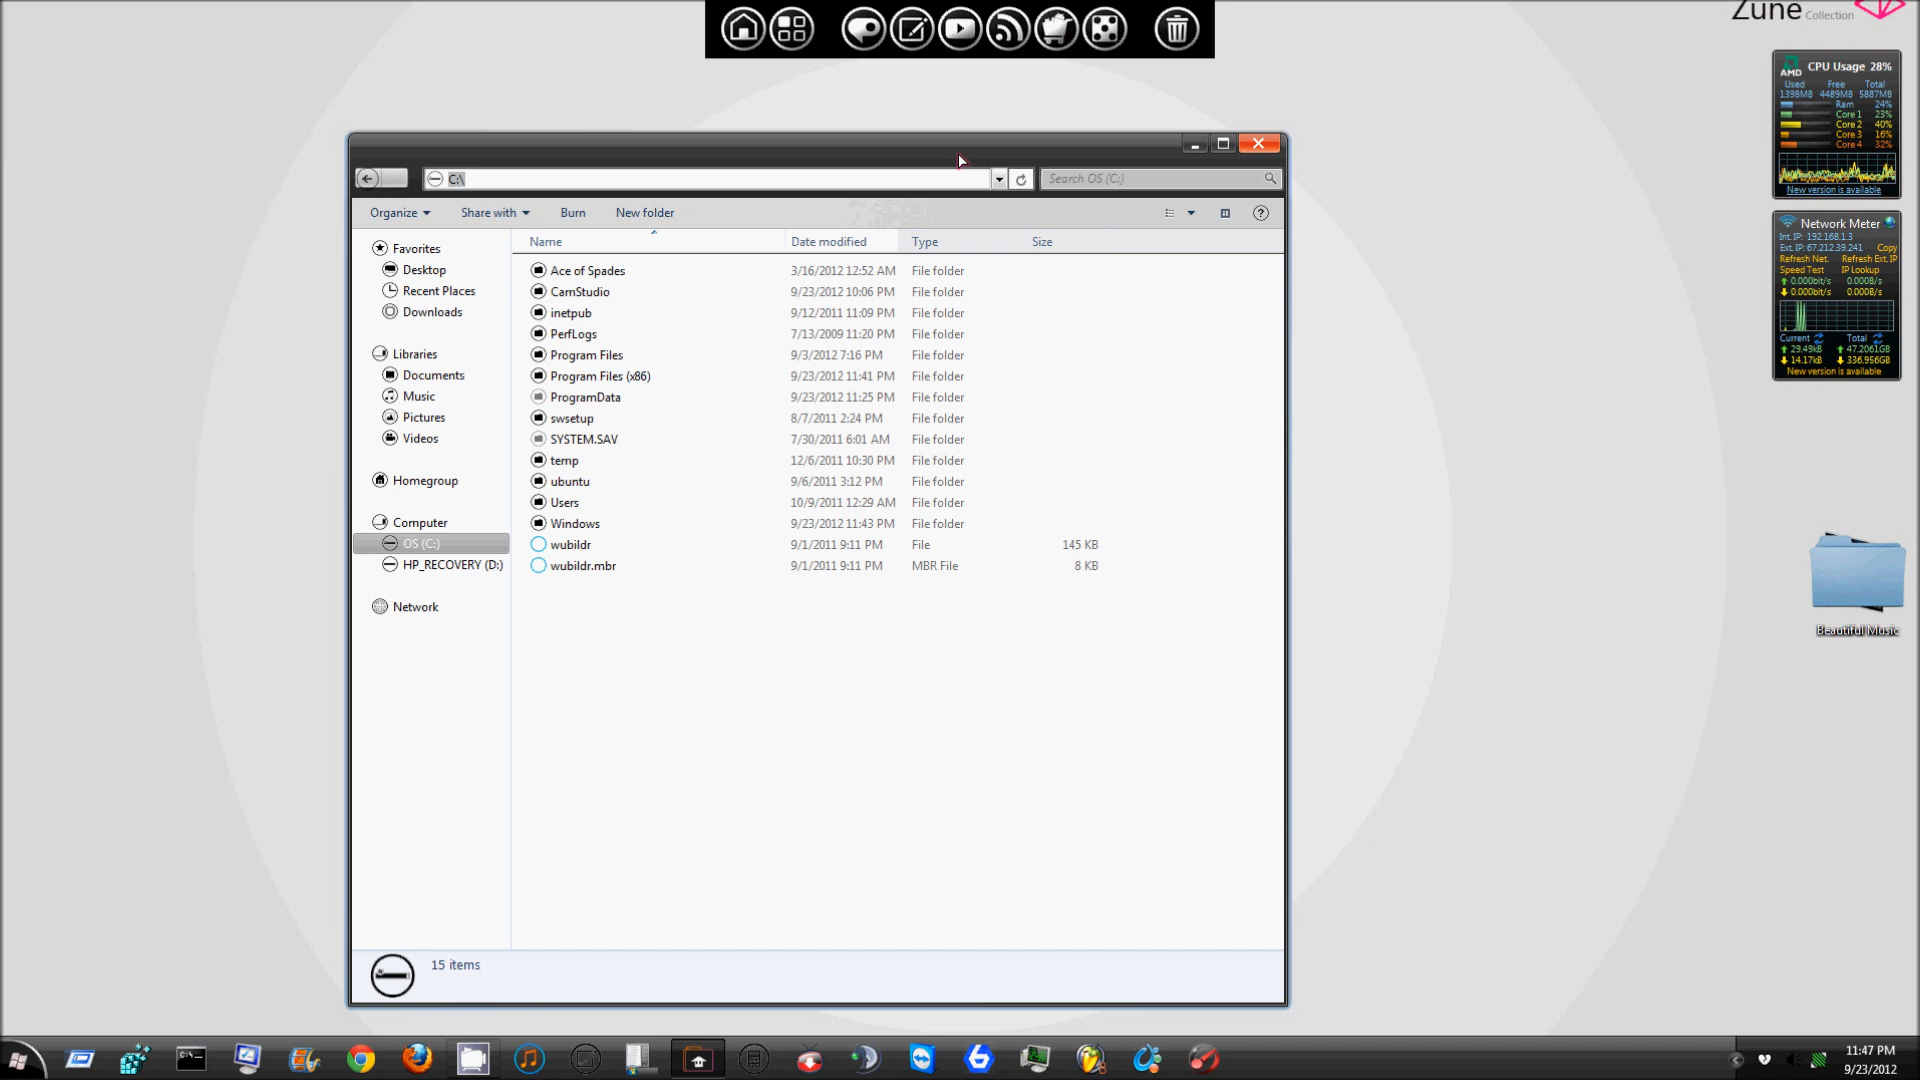 Zune Collection
AMD CPU Usage 28%
Used Free Total
1398MB 4489MB 5887MB
Ram 24%
Core 1 23%
Core 2 40%
Core 3 16%
Core 4 32%
New version is available
C:\
Search OS (C:)
Organize Share with Burn New folder
Name Date modified Type Size
Favorites
Desktop
Recent Places
Downloads
Libraries
Documents
Music
Pictures
Videos
Homegroup
Computer
OS (C:)
HP_RECOVERY (D:)
Network
Ace of Spades 3/16/2012 12:52 AM File folder
CamStudio 9/23/2012 10:06 PM File folder
inetpub 9/12/2011 11:09 PM File folder
PerfLogs 7/13/2009 11:20 PM File folder
Program Files 9/3/2012 7:16 PM File folder
Program Files (x86) 9/23/2012 11:41 PM File folder
ProgramData 9/23/2012 11:25 PM File folder
swsetup 8/7/2011 2:24 PM File folder
SYSTEM.SAV 7/30/2011 6:01 AM File folder
temp 12/6/2011 10:30 PM File folder
ubuntu 9/6/2011 3:12 PM File folder
Users 10/9/2011 12:29 AM File folder
Windows 9/23/2012 11:43 PM File folder
wubildr 9/1/2011 9:11 PM File 145 KB
wubildr.mbr 9/1/2011 9:11 PM MBR File 8 KB
15 items
Network Meter
Int. IP: 192.168.1.3
Ext. IP: 67.212.39.241 Copy
Refresh Net. Refresh Ext. IP
Speed Test IP Lookup
0.000bit/s 0.000B/s
0.000bit/s 0.000B/s
Current Total
29.49kB 47.2061GB
14.17kB 336.956GB
New version is available
Beautiful Music
C:\
11:47 PM
9/23/2012